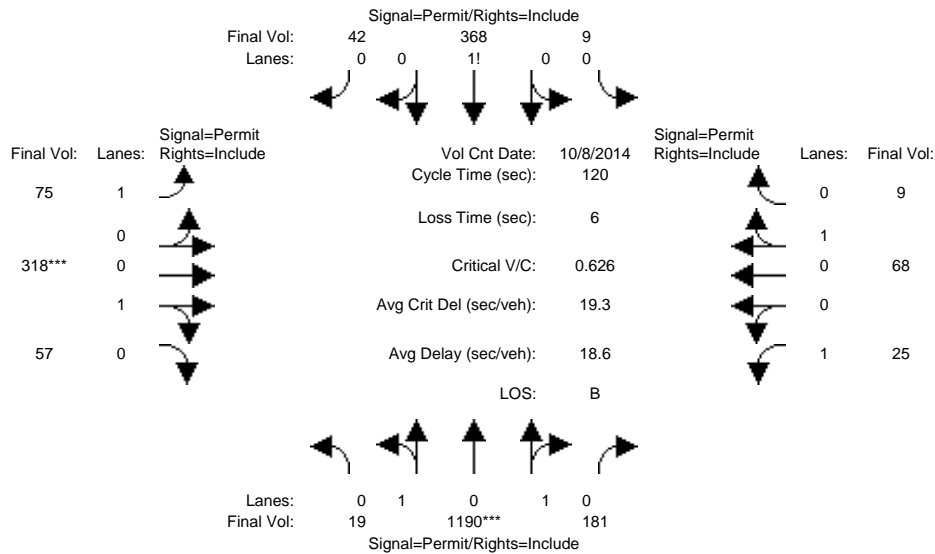 Signal=Permit/Rights=Include
Final Vol: 42 368 9
Lanes: 0 0 1! 0 0
Signal=Permit Signal=Permit
Final Vol: Lanes: Rights=Include Vol Cnt Date: 10/8/2014 Rights=Include Lanes: Final Vol:
Cycle Time (sec): 120
75 1 0 9
Loss Time (sec): 6
0 1
318*** 0 Critical V/C: 0.626 0 68
1 Avg Crit Del (sec/veh): 19.3 0
57 0 Avg Delay (sec/veh): 18.6 1 25
LOS: B
Lanes: 0 1 0 1 0
Final Vol: 19 1190*** 181
Signal=Permit/Rights=Include